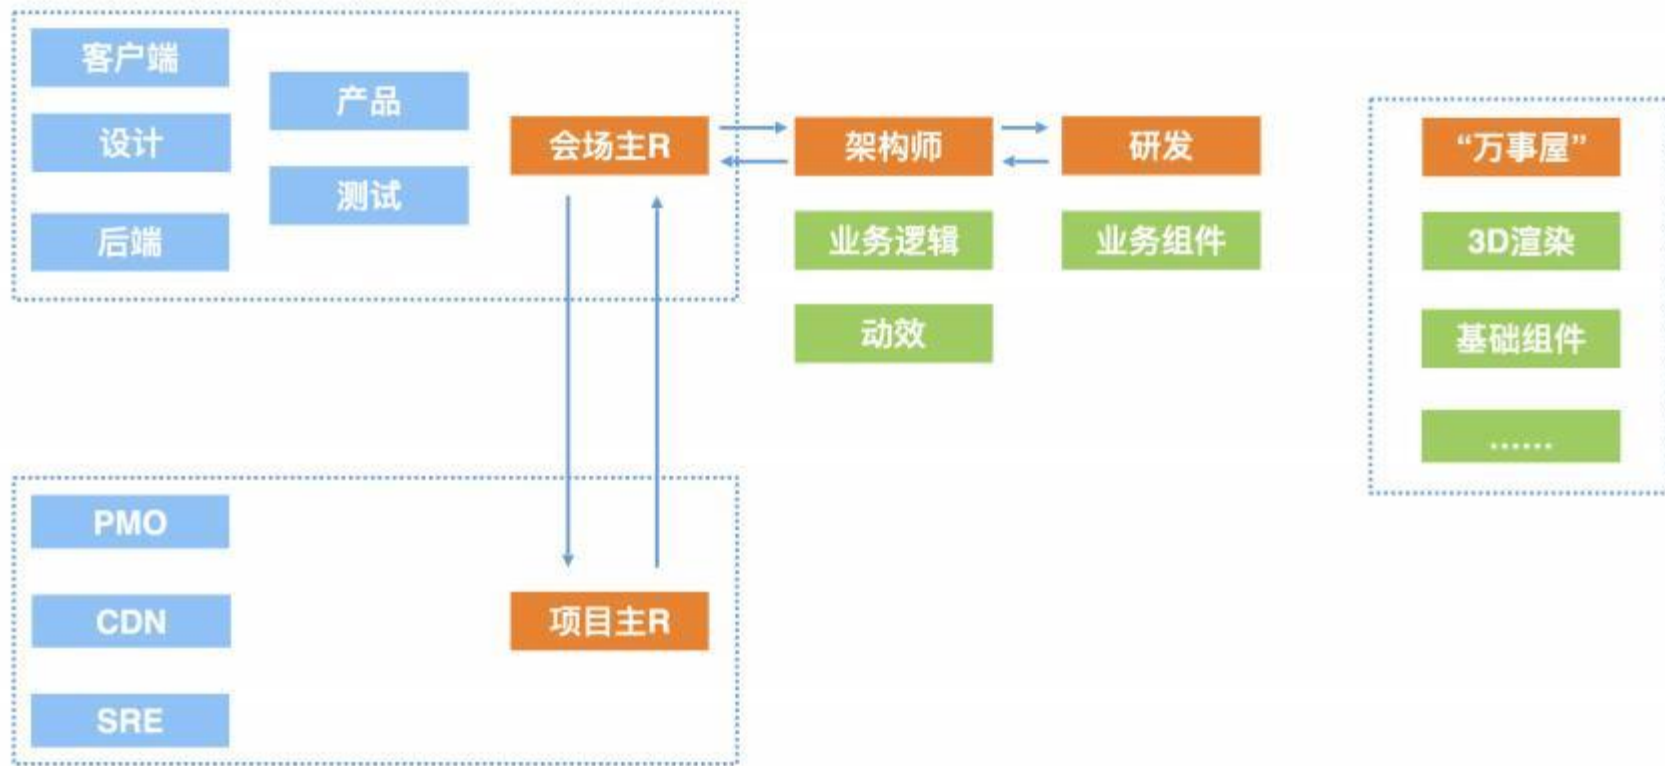 客户端
设计
后端
产品
测试
会场主R
架构师
业务逻辑
动效
研发
业务组件
“万事屋”
3D渲染
基础组件
……
PMO
CDN
SRE
项目主R